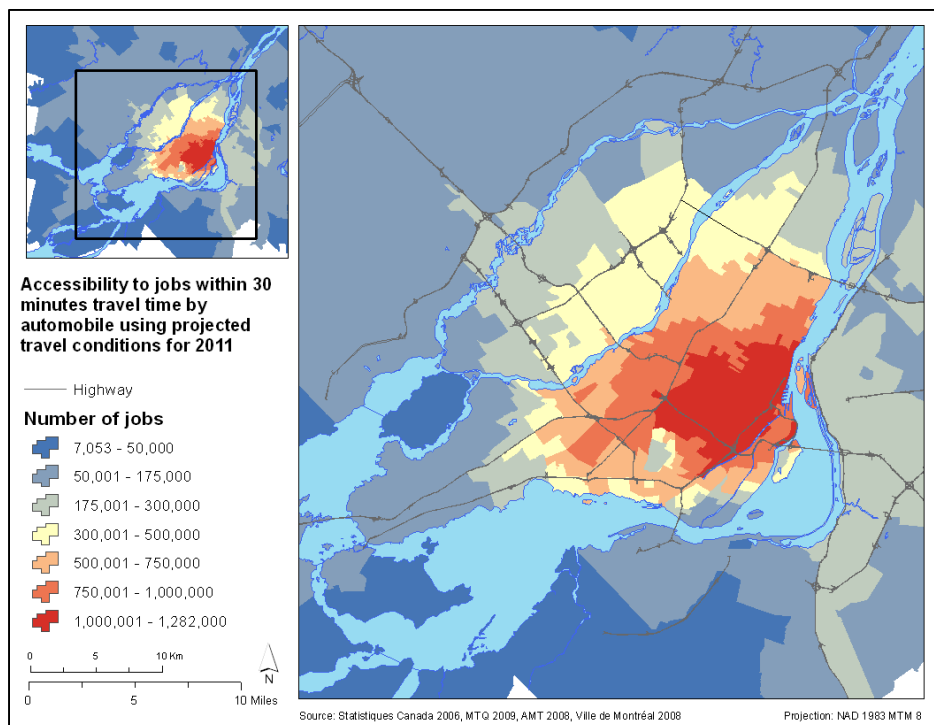 Accessibility to jobs within 30
minutes travel time by
automobile using projected
travel conditions for 2011
Highway
Number of jobs
7,053 - 50,000
50,001 - 175,000
175,001 - 300,000
300,001 - 500,000
500,001 - 750,000
750,001 - 1,000,000
1,000,001 - 1,282,000
0 5 10 Km
N
0 5 10 Miles
Source: Statistiques Canada 2006, MTQ 2009, AMT 2008, Ville de Montréal 2008
Projection: NAD 1983 MTM 8